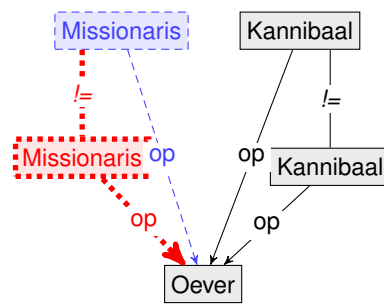 Missionaris Kannibaal
!= !=
Missionaris op op Kannibaal
op op
Oever